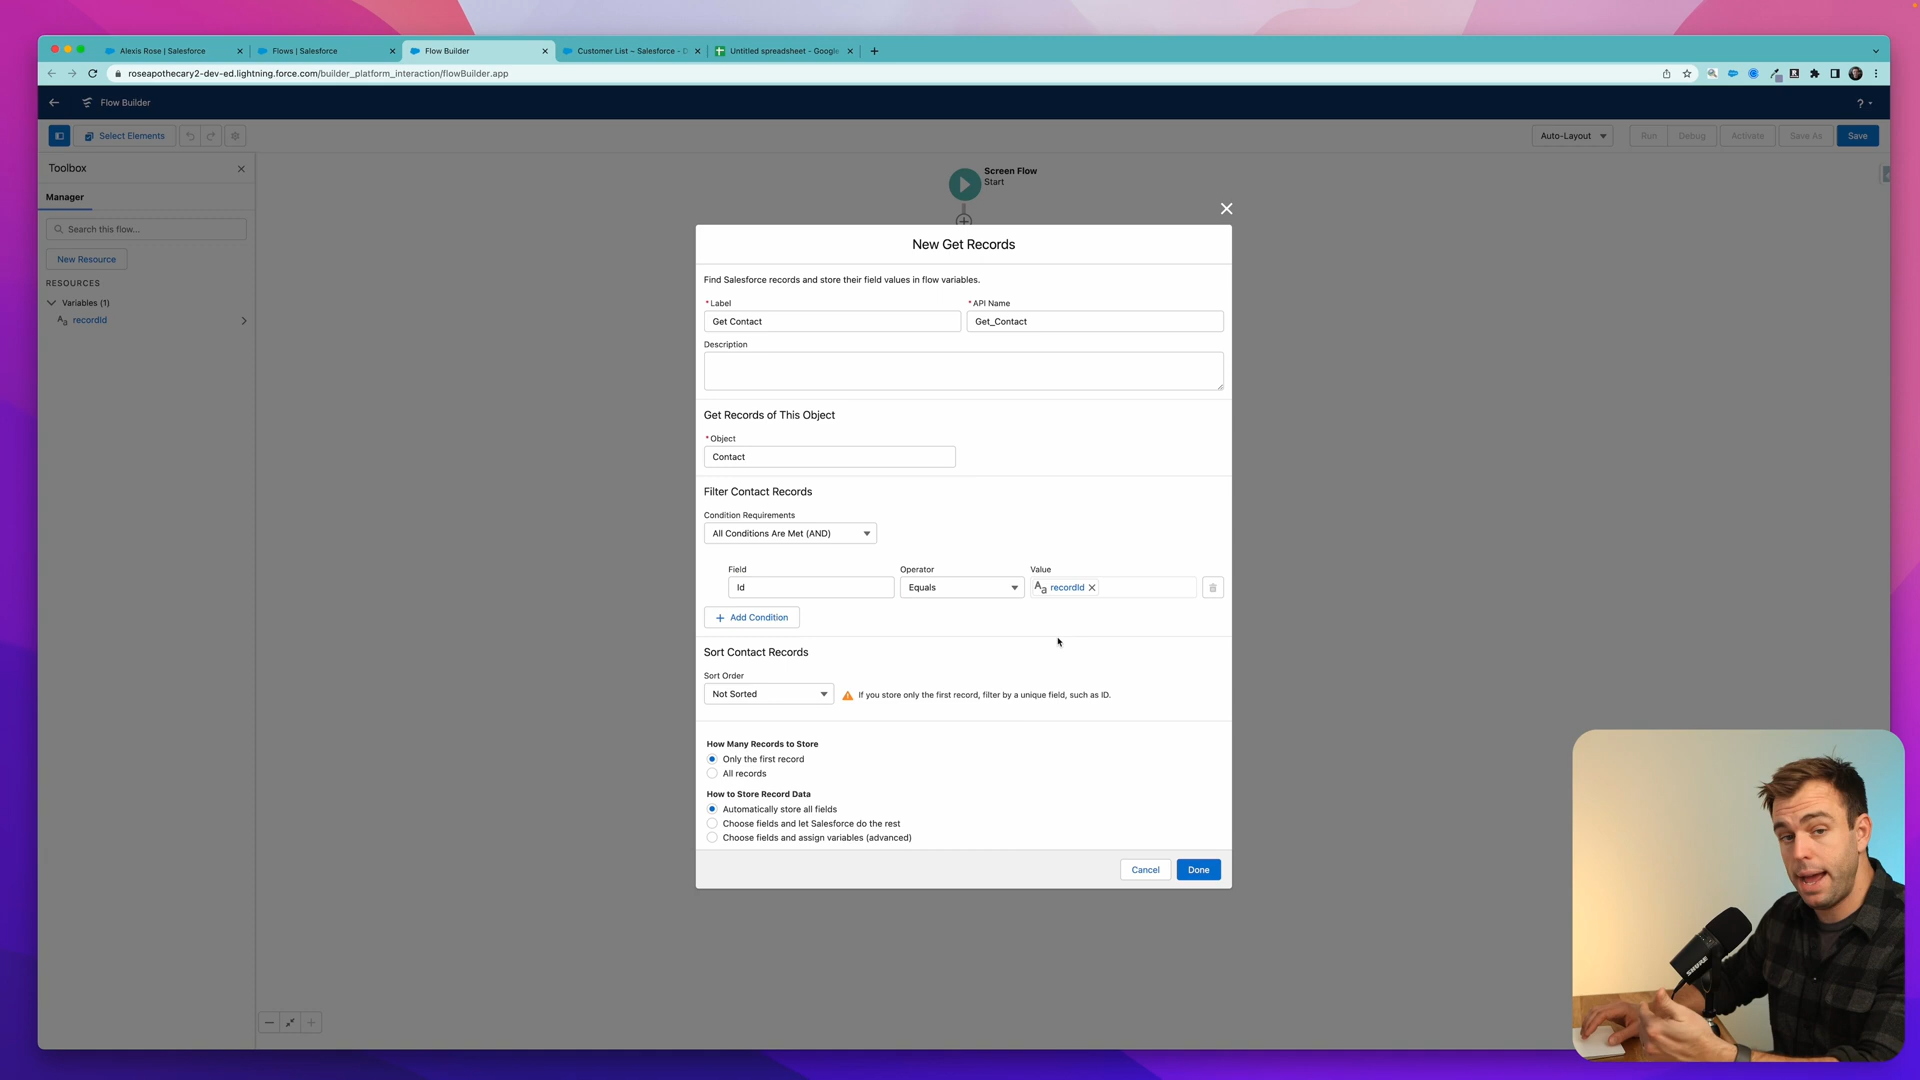 Alexis Rose | Salesforce
Flows | Salesforce
Flow Builder
Customer List ~ Salesforce - D
Untitled spreadsheet - Google
roseapothecary2-dev-ed.lightning.force.com/builder_platform_interaction/flowBuilder.app
Flow Builder
?
Select Elements
Auto-Layout
Run
Debug
Activate
Save As
Save
Toolbox
Manager
Search this flow...
New Resource
RESOURCES
Variables (1)
Aa recordId
Screen Flow
Start
New Get Records
Find Salesforce records and store their field values in flow variables.
* Label
* API Name
Get Contact
Get_Contact
Description
Get Records of This Object
* Object
Contact
Filter Contact Records
Condition Requirements
All Conditions Are Met (AND)
Field
Operator
Value
Id
Equals
Aa recordId
+ Add Condition
Sort Contact Records
Sort Order
Not Sorted
If you store only the first record, filter by a unique field, such as ID.
How Many Records to Store
Only the first record
All records
How to Store Record Data
Automatically store all fields
Choose fields and let Salesforce do the rest
Choose fields and assign variables (advanced)
Cancel
Done
SHURE